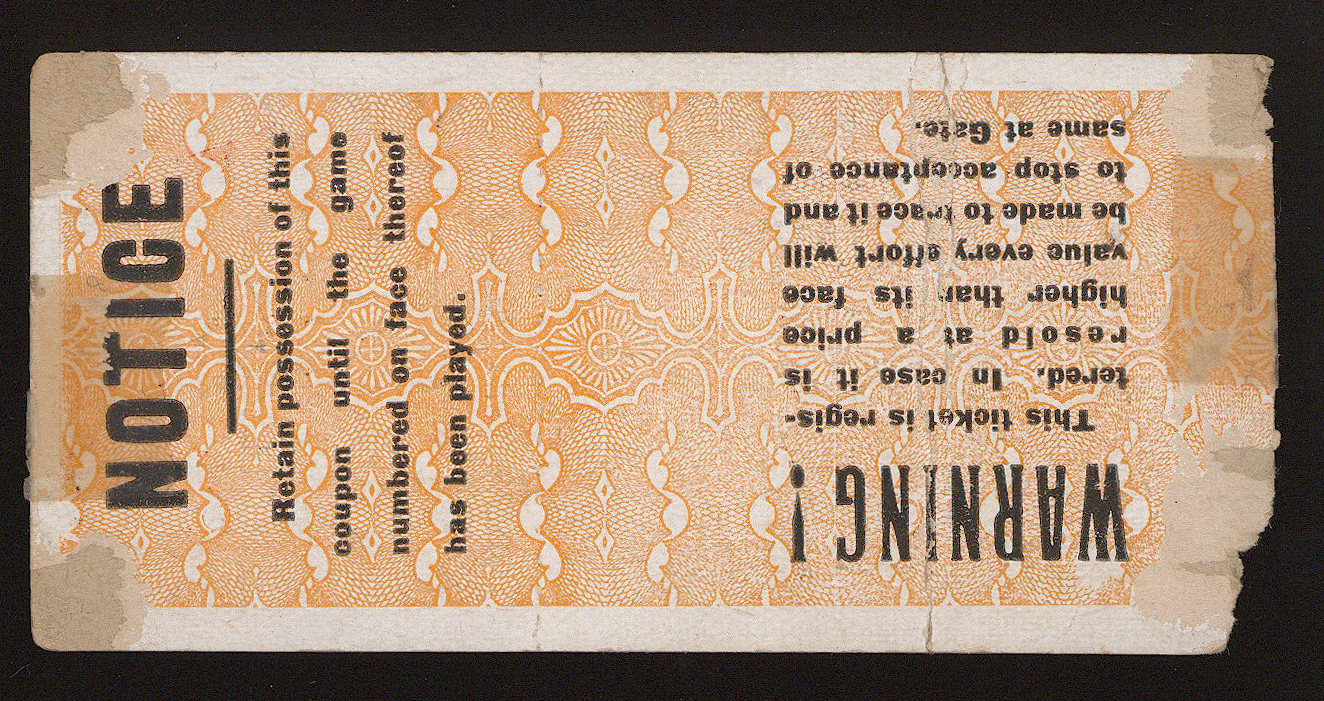 NOTICE
Retain possession of this
coupon until the game
numbered on face thereof
has been played.
WARNING!
This ticket is regis-
tered. In case it is
resold at a price
higher than its face
value every effort will
be made to trace it and
to stop acceptance of
same at Gate.